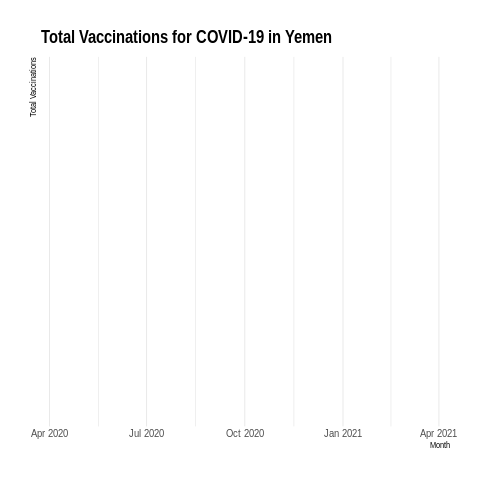 Total Vaccinations for COVID-19 in Yemen
Total Vaccinations
Apr 2020
Jul 2020
Oct 2020
Jan 2021
Apr 2021
Month